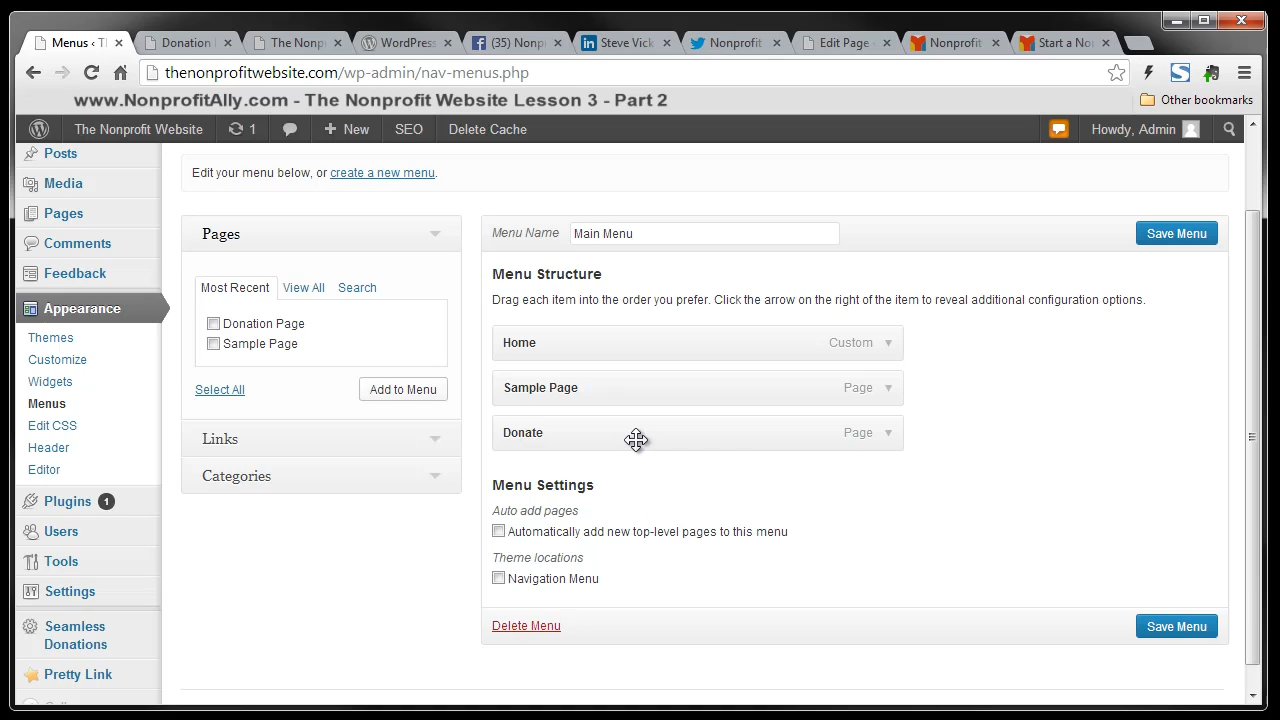 Menus ‹ T
Donation
The Nonp
WordPress
(35) Nonp
Steve Vick
Nonprofit
Edit Page
Nonprofit
Start a No
thenonprofitwebsite.com/wp-admin/nav-menus.php
www.NonprofitAlly.com - The Nonprofit Website Lesson 3 - Part 2
Other bookmarks
The Nonprofit Website
1
New
SEO
Delete Cache
Howdy, Admin
Posts
Media
Pages
Comments
Feedback
Appearance
Themes
Customize
Widgets
Menus
Edit CSS
Header
Editor
Plugins 1
Users
Tools
Settings
Seamless
Donations
Pretty Link
Edit your menu below, or create a new menu.
Pages
Most Recent
View All
Search
Donation Page
Sample Page
Select All
Add to Menu
Links
Categories
Menu Name
Main Menu
Save Menu
Menu Structure
Drag each item into the order you prefer. Click the arrow on the right of the item to reveal additional configuration options.
Home Custom
Sample Page Page
Donate Page
Menu Settings
Auto add pages
Automatically add new top-level pages to this menu
Theme locations
Navigation Menu
Delete Menu
Save Menu